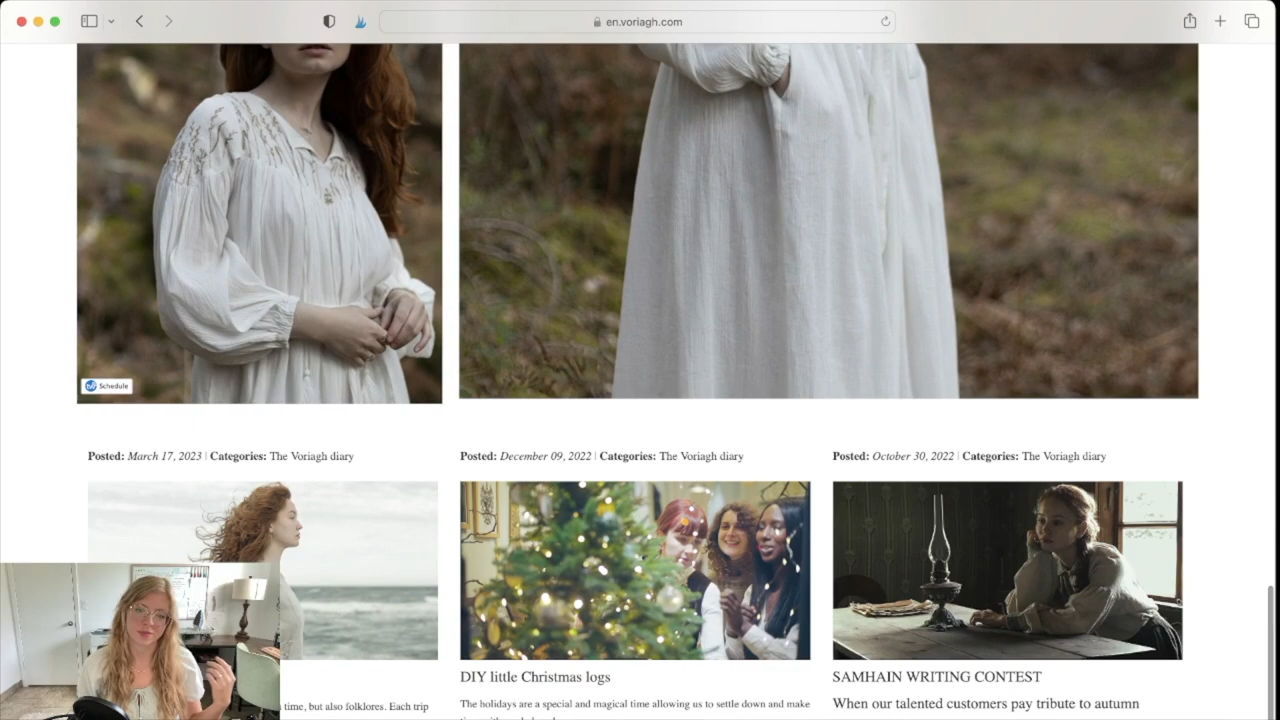 en.voriagh.com
Schedule
Posted: March 17, 2023 | Categories: The Voriagh diary
Posted: December 09, 2022 | Categories: The Voriagh diary
Posted: October 30, 2022 | Categories: The Voriagh diary
time, but also folklores. Each trip
DIY little Christmas logs
The holidays are a special and magical time allowing us to settle down and make
SAMHAIN WRITING CONTEST
When our talented customers pay tribute to autumn